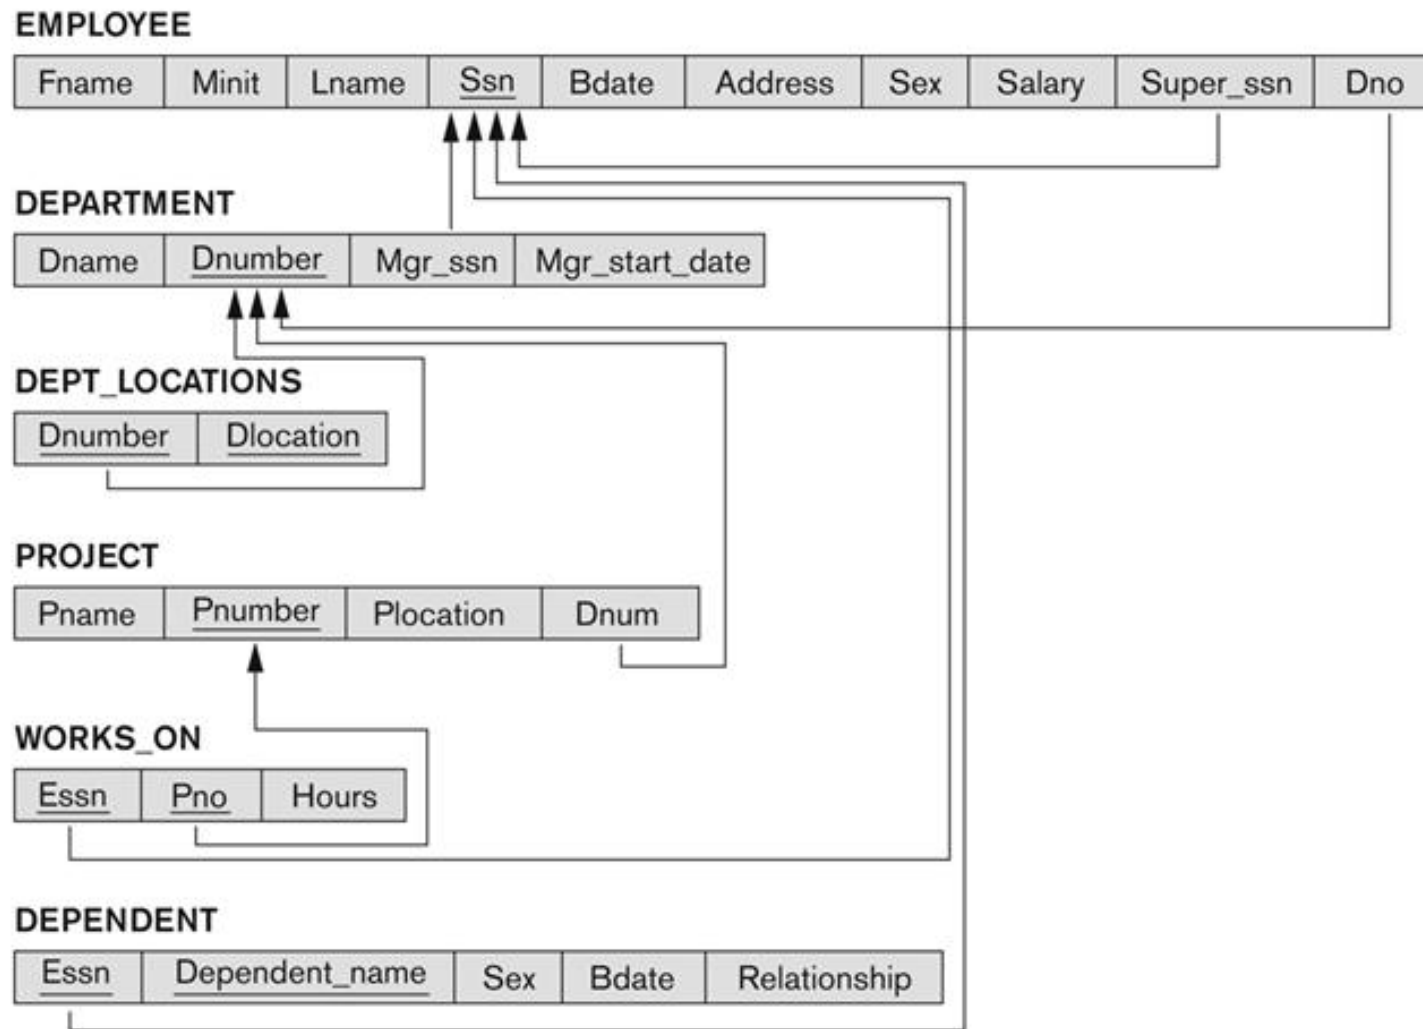 EMPLOYEE
Fname Minit Lname Ssn Bdate Address Sex Salary Super_ssn Dno
DEPARTMENT
Dname Dnumber Mgr_ssn Mgr_start_date
DEPT_LOCATIONS
Dnumber Dlocation
PROJECT
Pname Pnumber Plocation Dnum
WORKS_ON
Essn Pno Hours
DEPENDENT
Essn Dependent_name Sex Bdate Relationship